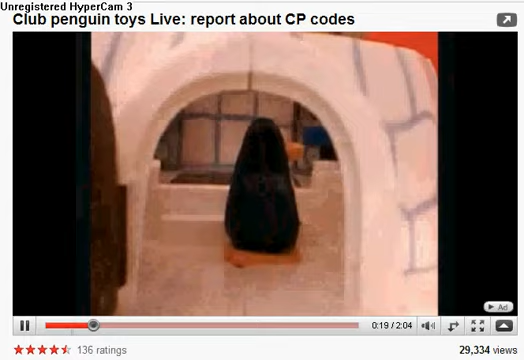 Unregistered HyperCam 3
Club penguin toys Live: report about CP codes
Ad
0:19 / 2:04
136 ratings
29,334 views